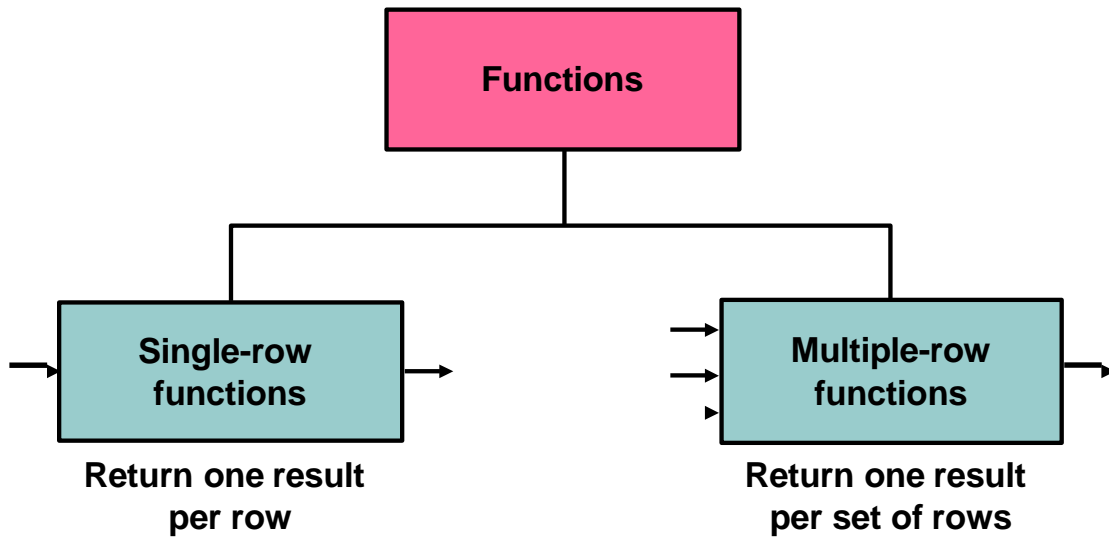 Functions
Single-row
functions
Multiple-row
functions
Return one result
per row
Return one result
per set of rows